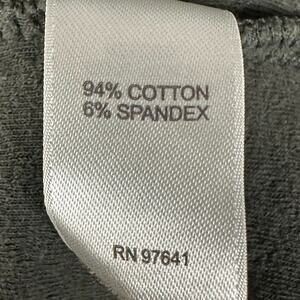 94% COTTON
6% SPANDEX
RN 97641